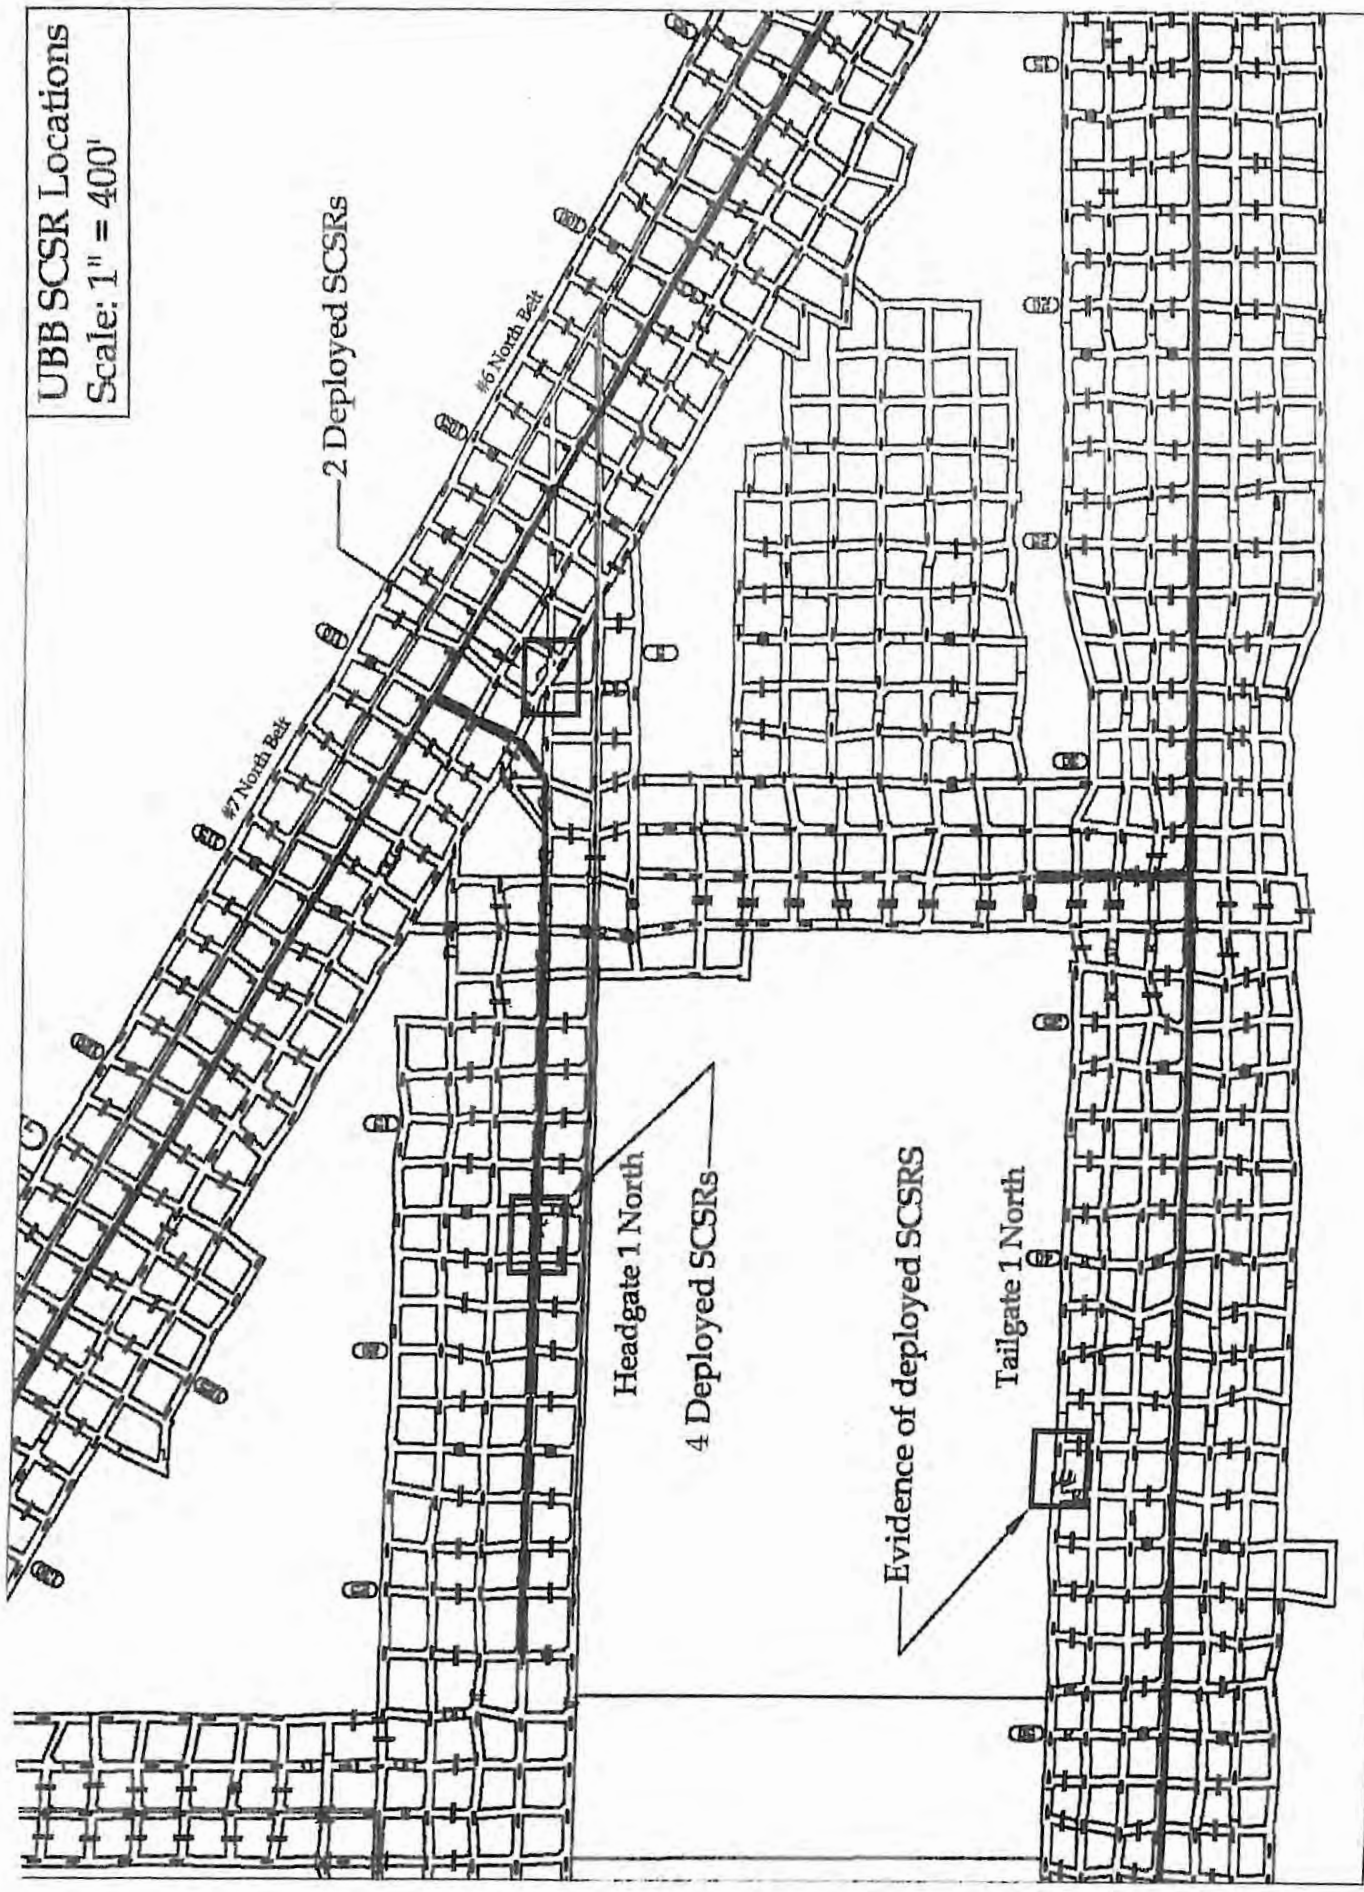 UBB SCSR Locations
Scale: 1" = 400'
2 Deployed SCSRs
#6 North Belt
#7 North Belt
Headgate 1 North
4 Deployed SCSRs
Evidence of deployed SCSRS
Tailgate 1 North